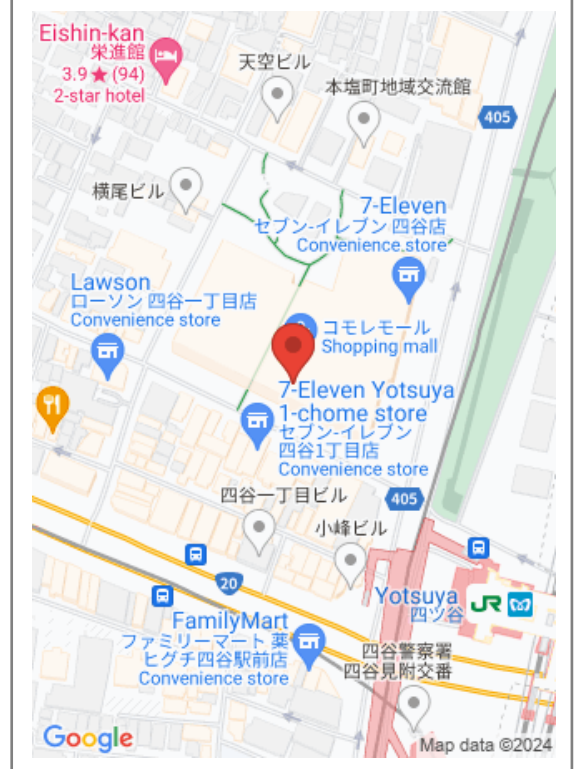 Eishin-kan
栄進館
3.9★(94)
2-star hotel
天空ビル
本塩町地域交流館
405
横尾ビル
7-Eleven
セブン-イレブン 四谷店
Convenience store
Lawson
ローソン 四谷一丁目店
Convenience store
コモレモール
Shopping mall
7-Eleven Yotsuya
1-chome store
セブン-イレブン
四谷1丁目店
Convenience store
四谷一丁目ビル
405
小峰ビル
20
Yotsuya
四ツ谷
JR
FamilyMart
ファミリーマート 薬
ヒグチ四谷駅前店
Convenience store
四谷警察署
四谷見附交番
Google
Map data ©2024